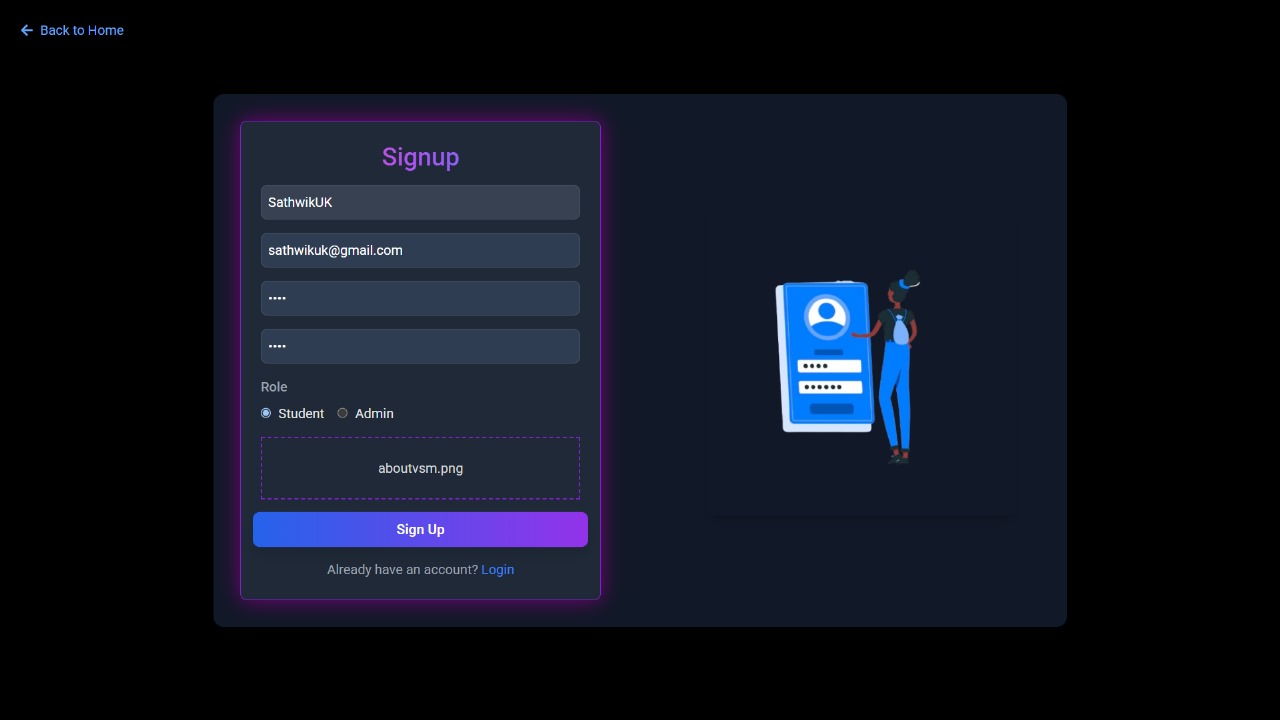 Back to Home
Signup
SathwikUK
sathwikuk@gmail.com
••••
••••
Role
Student Admin
aboutvsm.png
Sign Up
Already have an account? Login